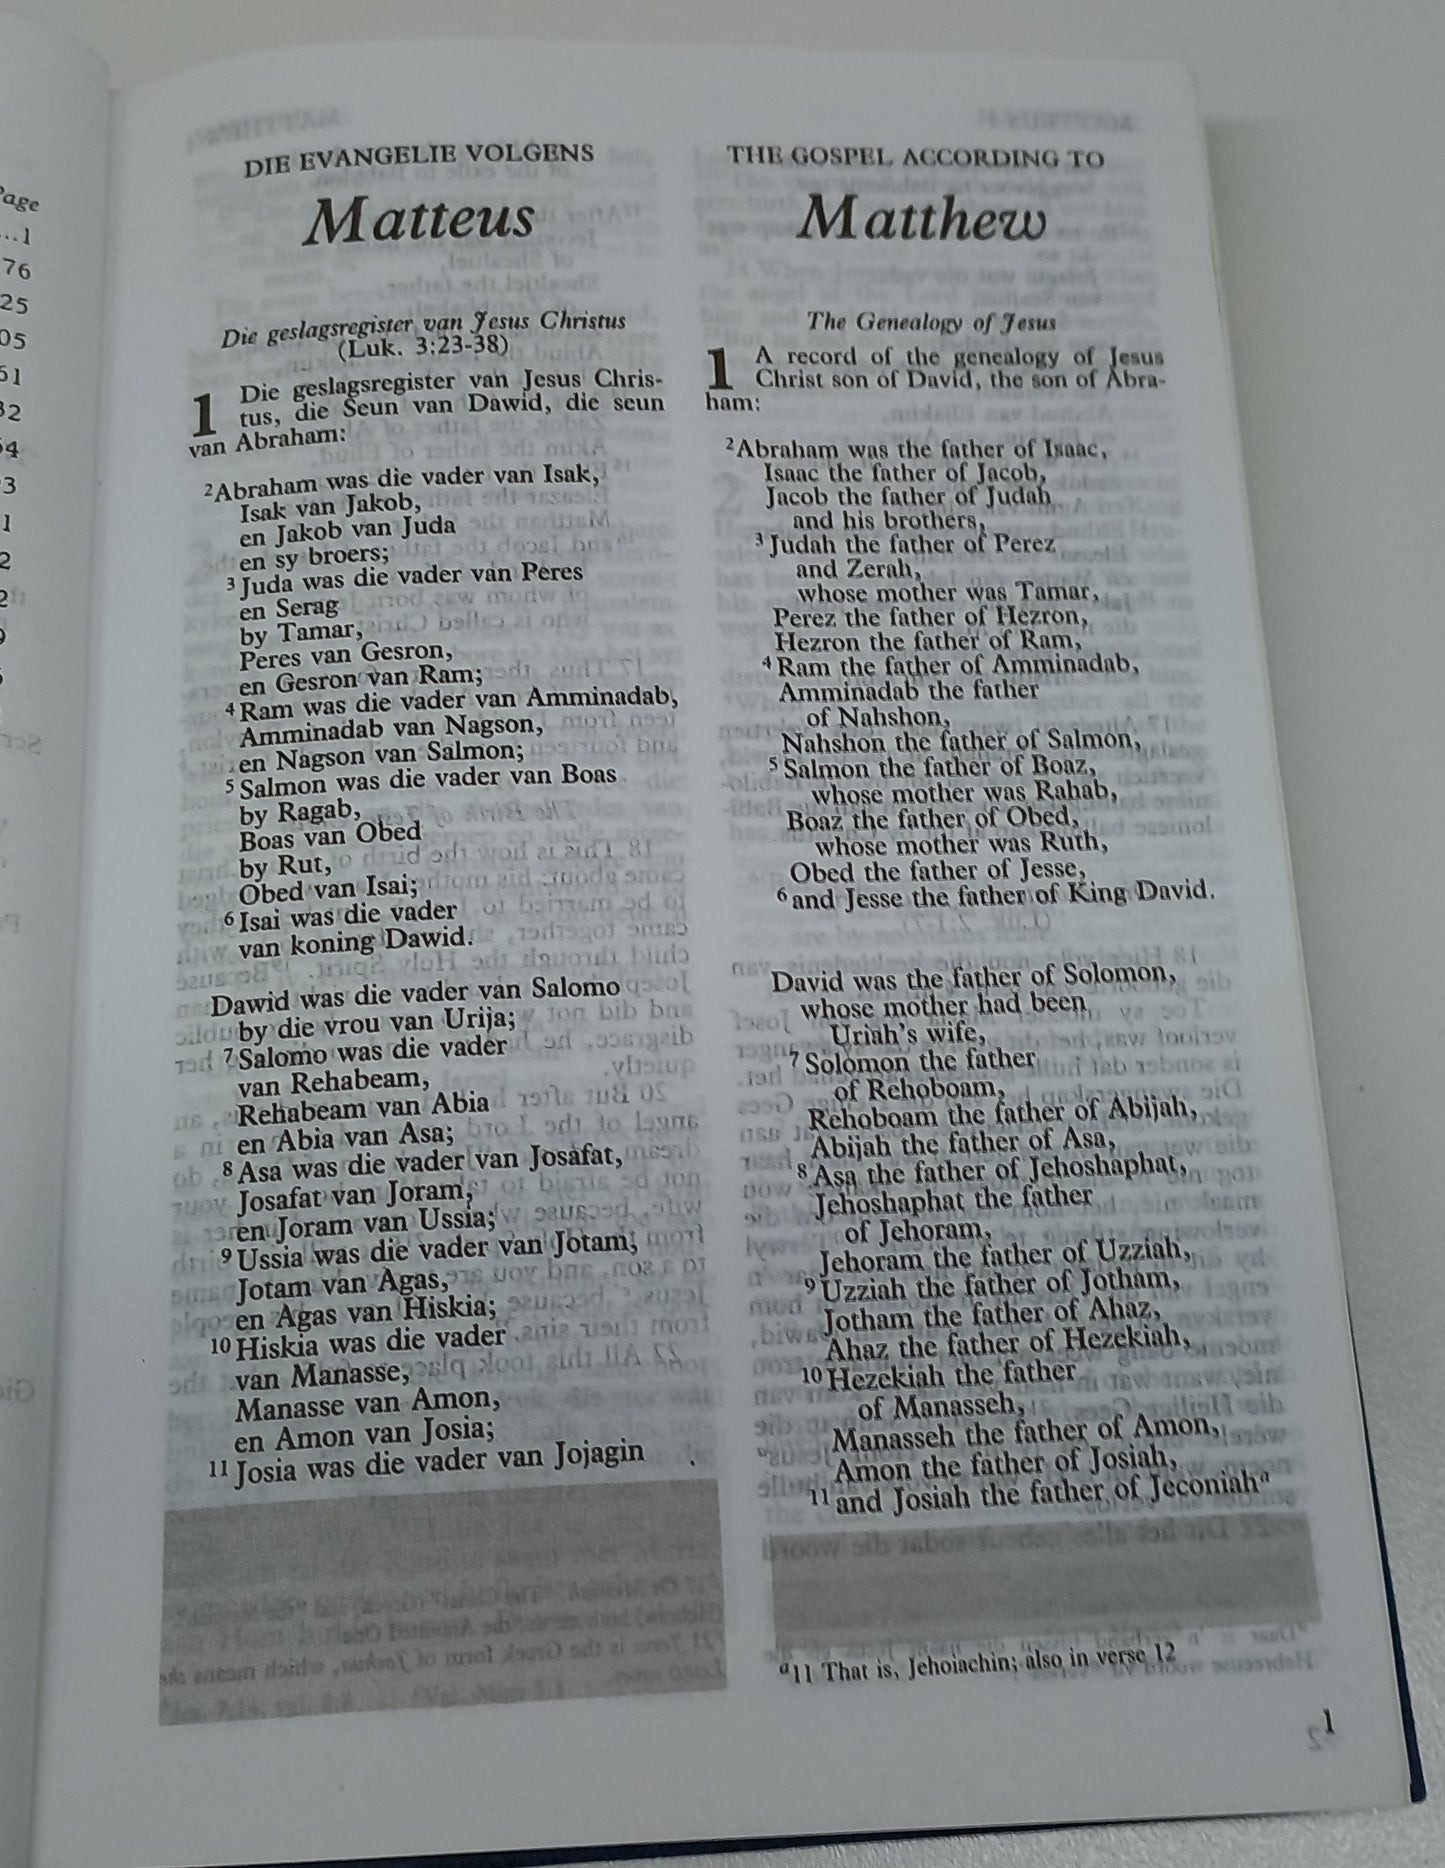 Page
...1
76
25
05
51
32
54
93
1
2
2
9
DIE EVANGELIE VOLGENS
Matteus
Die geslagsregister van Jesus Christus
(Luk. 3:23-38)
1 Die geslagsregister van Jesus Chris-
tus, die Seun van Dawid, die seun
van Abraham:
2 Abraham was die vader van Isak,
Isak van Jakob,
en Jakob van Juda
en sy broers;
3 Juda was die vader van Peres
en Serag
by Tamar,
Peres van Gesron,
en Gesron van Ram;
4 Ram was die vader van Amminadab,
Amminadab van Nagson,
en Nagson van Salmon;
5 Salmon was die vader van Boas
by Ragab,
Boas van Obed
by Rut,
Obed van Isai;
6 Isai was die vader
van koning Dawid.
Dawid was die vader van Salomo
by die vrou van Urija;
7 Salomo was die vader
van Rehabeam,
Rehabeam van Abia
en Abia van Asa;
8 Asa was die vader van Josafat,
Josafat van Joram,
en Joram van Ussia;
9 Ussia was die vader van Jotam,
Jotam van Agas,
en Agas van Hiskia;
10 Hiskia was die vader
van Manasse,
Manasse van Amon,
en Amon van Josia;
11 Josia was die vader van Jojagin
THE GOSPEL ACCORDING TO
Matthew
The Genealogy of Jesus
1 A record of the genealogy of Jesus
Christ son of David, the son of Abra-
ham:
2 Abraham was the father of Isaac,
Isaac the father of Jacob,
Jacob the father of Judah
and his brothers,
3 Judah the father of Perez
and Zerah,
whose mother was Tamar,
Perez the father of Hezron,
Hezron the father of Ram,
4 Ram the father of Amminadab,
Amminadab the father
of Nahshon,
Nahshon the father of Salmon,
5 Salmon the father of Boaz,
whose mother was Rahab,
Boaz the father of Obed,
whose mother was Ruth,
Obed the father of Jesse,
6 and Jesse the father of King David.
David was the father of Solomon,
whose mother had been
Uriah's wife,
7 Solomon the father
of Rehoboam,
Rehoboam the father of Abijah,
Abijah the father of Asa,
8 Asa the father of Jehoshaphat,
Jehoshaphat the father
of Jehoram,
Jehoram the father of Uzziah,
9 Uzziah the father of Jotham,
Jotham the father of Ahaz,
Ahaz the father of Hezekiah,
10 Hezekiah the father
of Manasseh,
Manasseh the father of Amon,
Amon the father of Josiah,
11 and Josiah the father of Jeconiah a
a 11 That is, Jehoiachin; also in verse 12
1